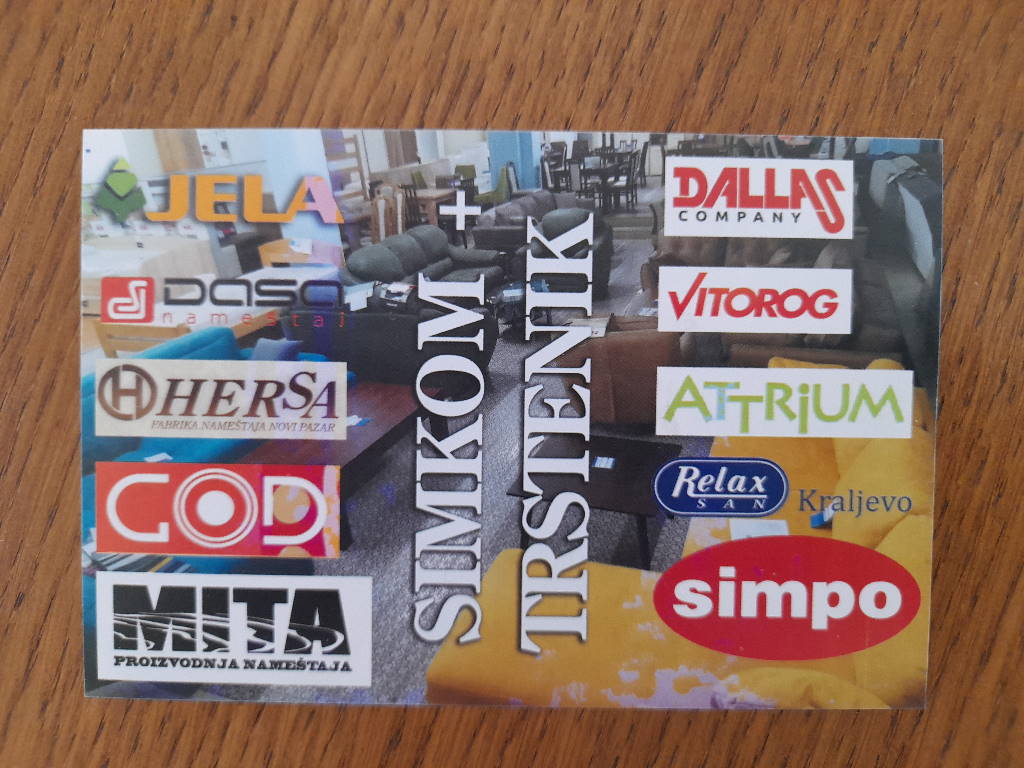 JELA
DASA
nameštaj
HERSA
FABRIKA NAMEŠTAJA NOVI PAZAR
GOD
MITA
PROIZVODNJA NAMEŠTAJA
SIMKOM +
TRSTENIK
DALLAS
COMPANY
VITOROG
ATTRIUM
Relax
SAN
Kraljevo
simpo